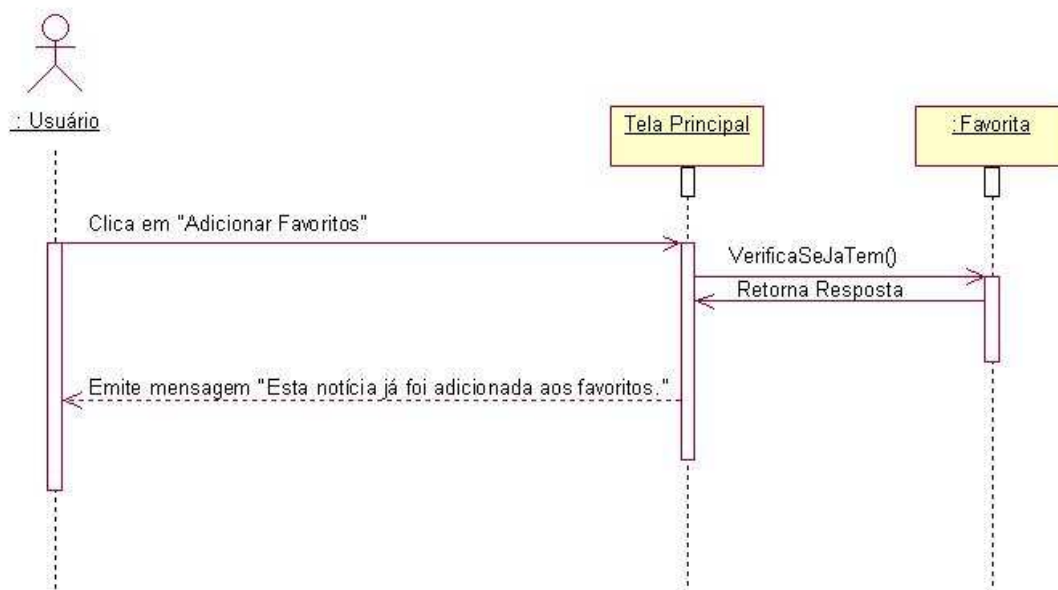 : Usuário
Tela Principal
:Favorita
Clica em "Adicionar Favoritos"
VerificaSeJaTem()
Retorna Resposta
Emite mensagem "Esta notícia já foi adicionada aos favoritos."